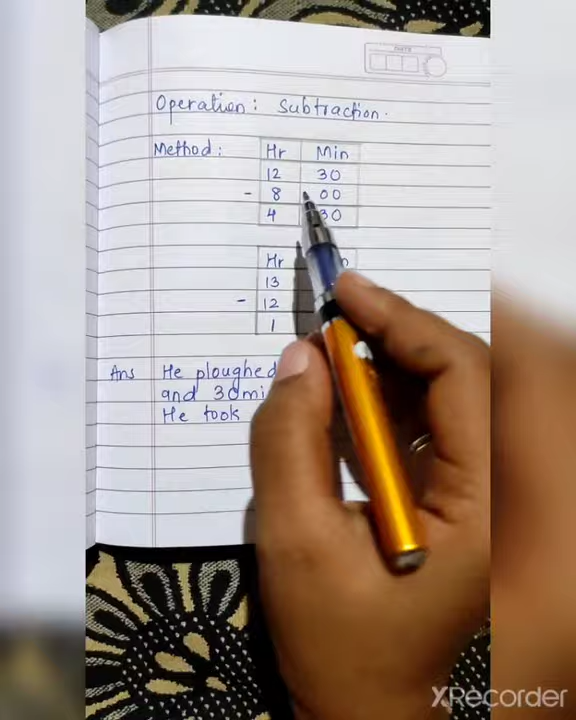 DATE
Operation: Subtraction.
Method: Hr Min
12 30
- 8 00
4 30
Hr
13
- 12
1
Ans He ploughed
and 30mi
He took
XRecorder